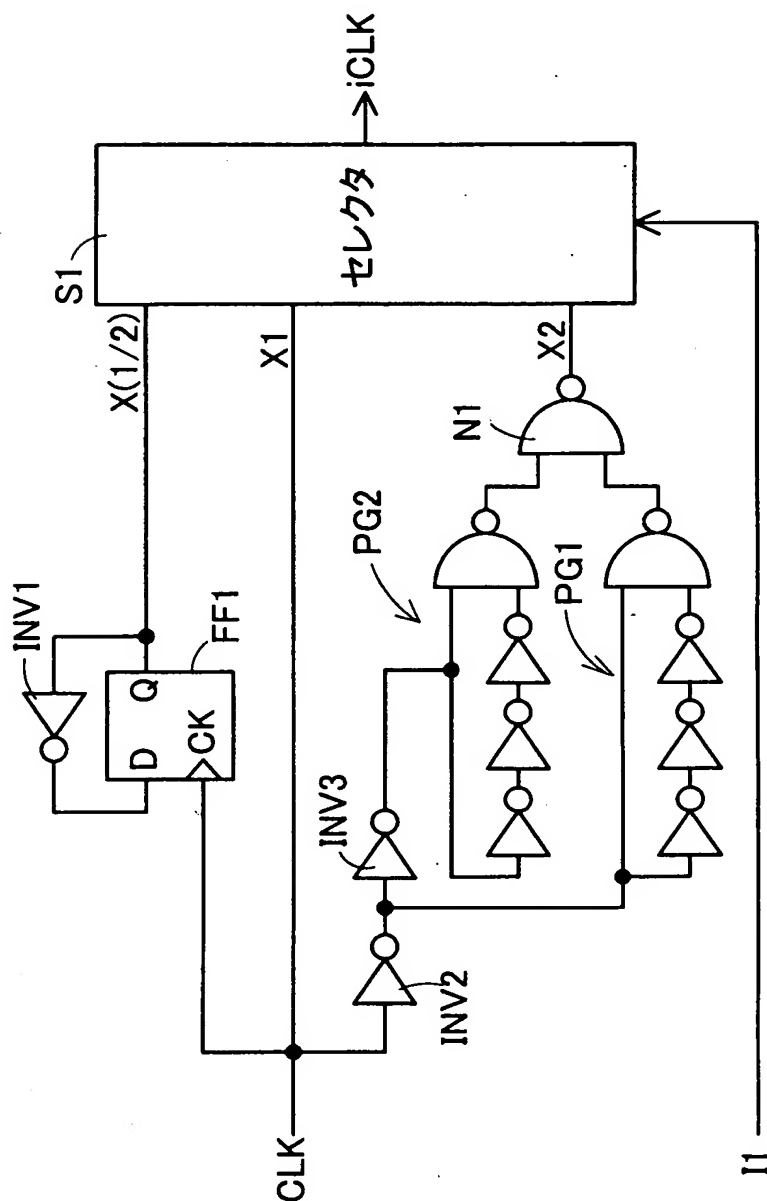 S1
X(1/2)
INV1
D
Q
CK
FF1
X1
セレクタ
iCLK
X2
N1
PG2
PG1
INV3
INV2
CLK
I1